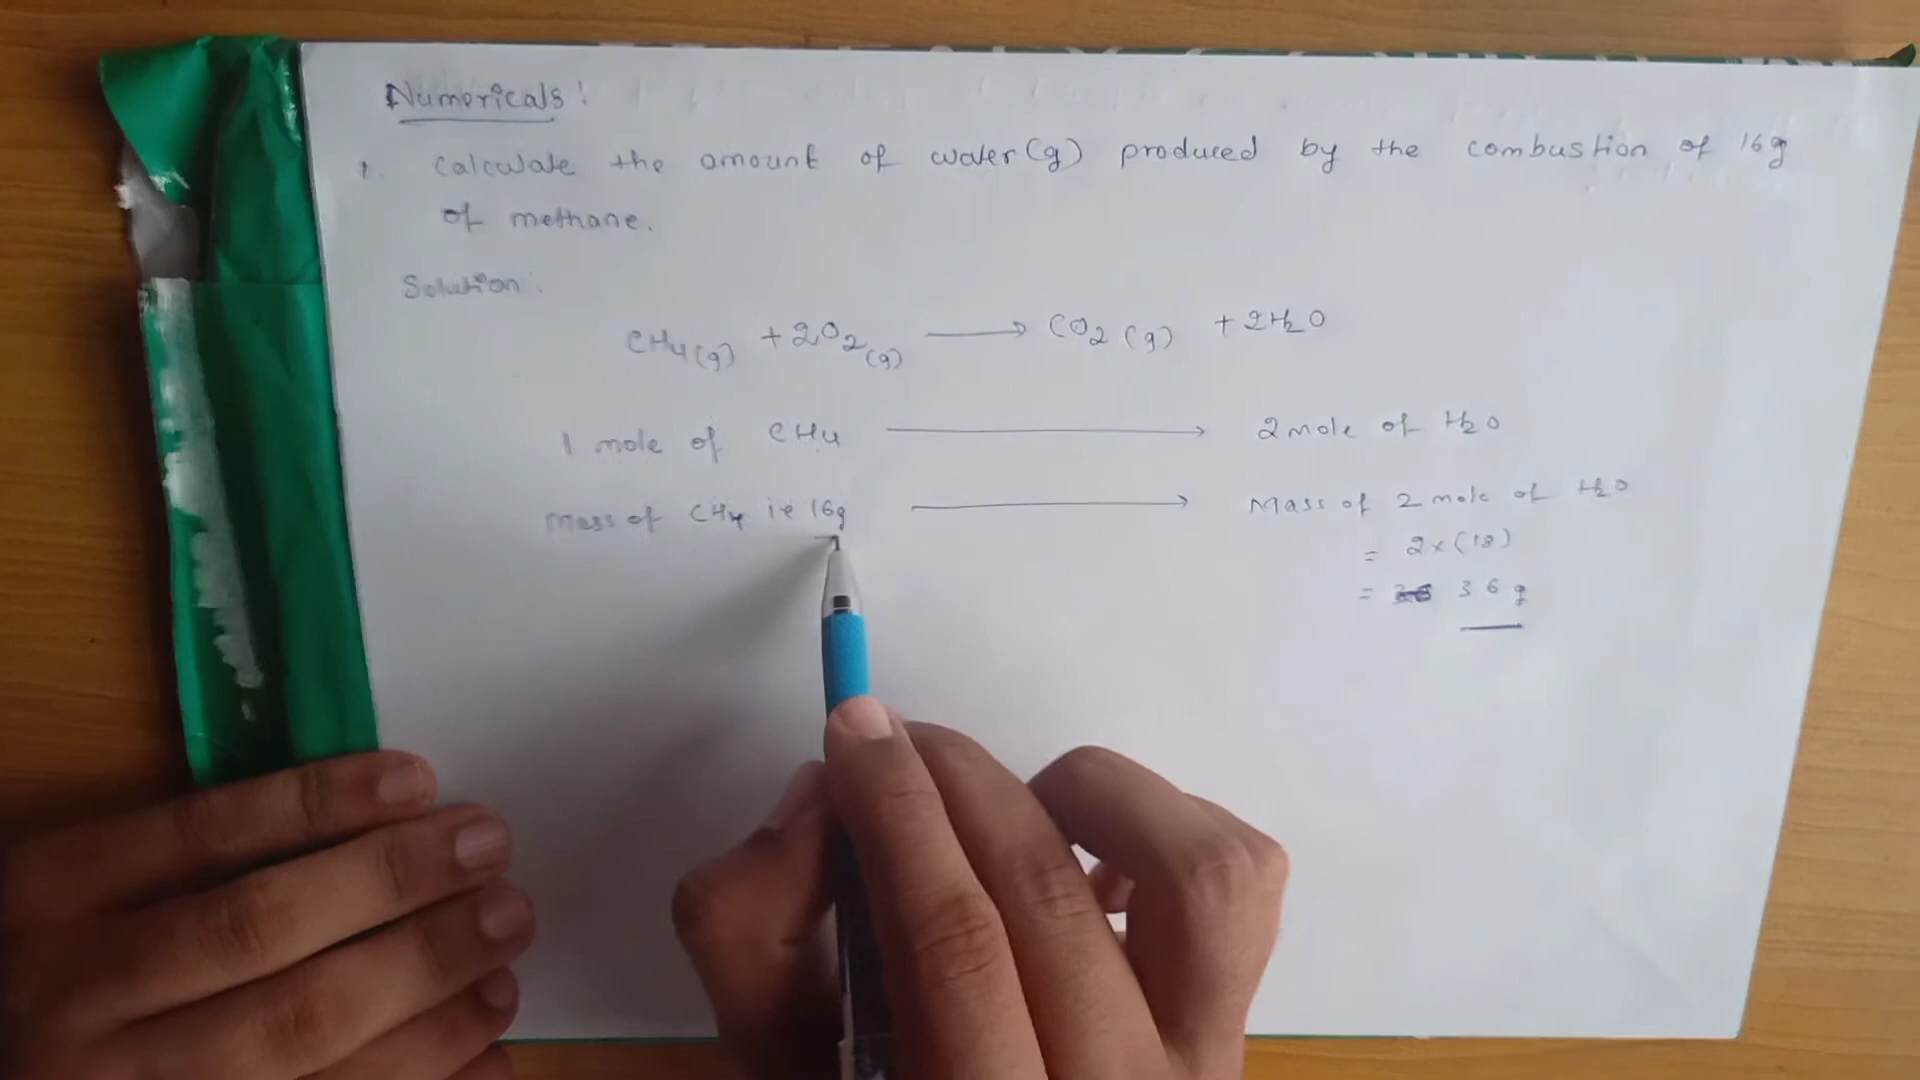 Numericals:
1. Calculate the amount of water(g) produced by the combustion of 16g
of methane.
Solution:
CH4(g) + 2O2(g) ⟶ CO2(g) + 2H2O
1 mole of CH4 ⟶ 2 mole of H2O
Mass of CH4 i.e 16g ⟶ Mass of 2 mole of H2O
= 2×(18)
= 36g